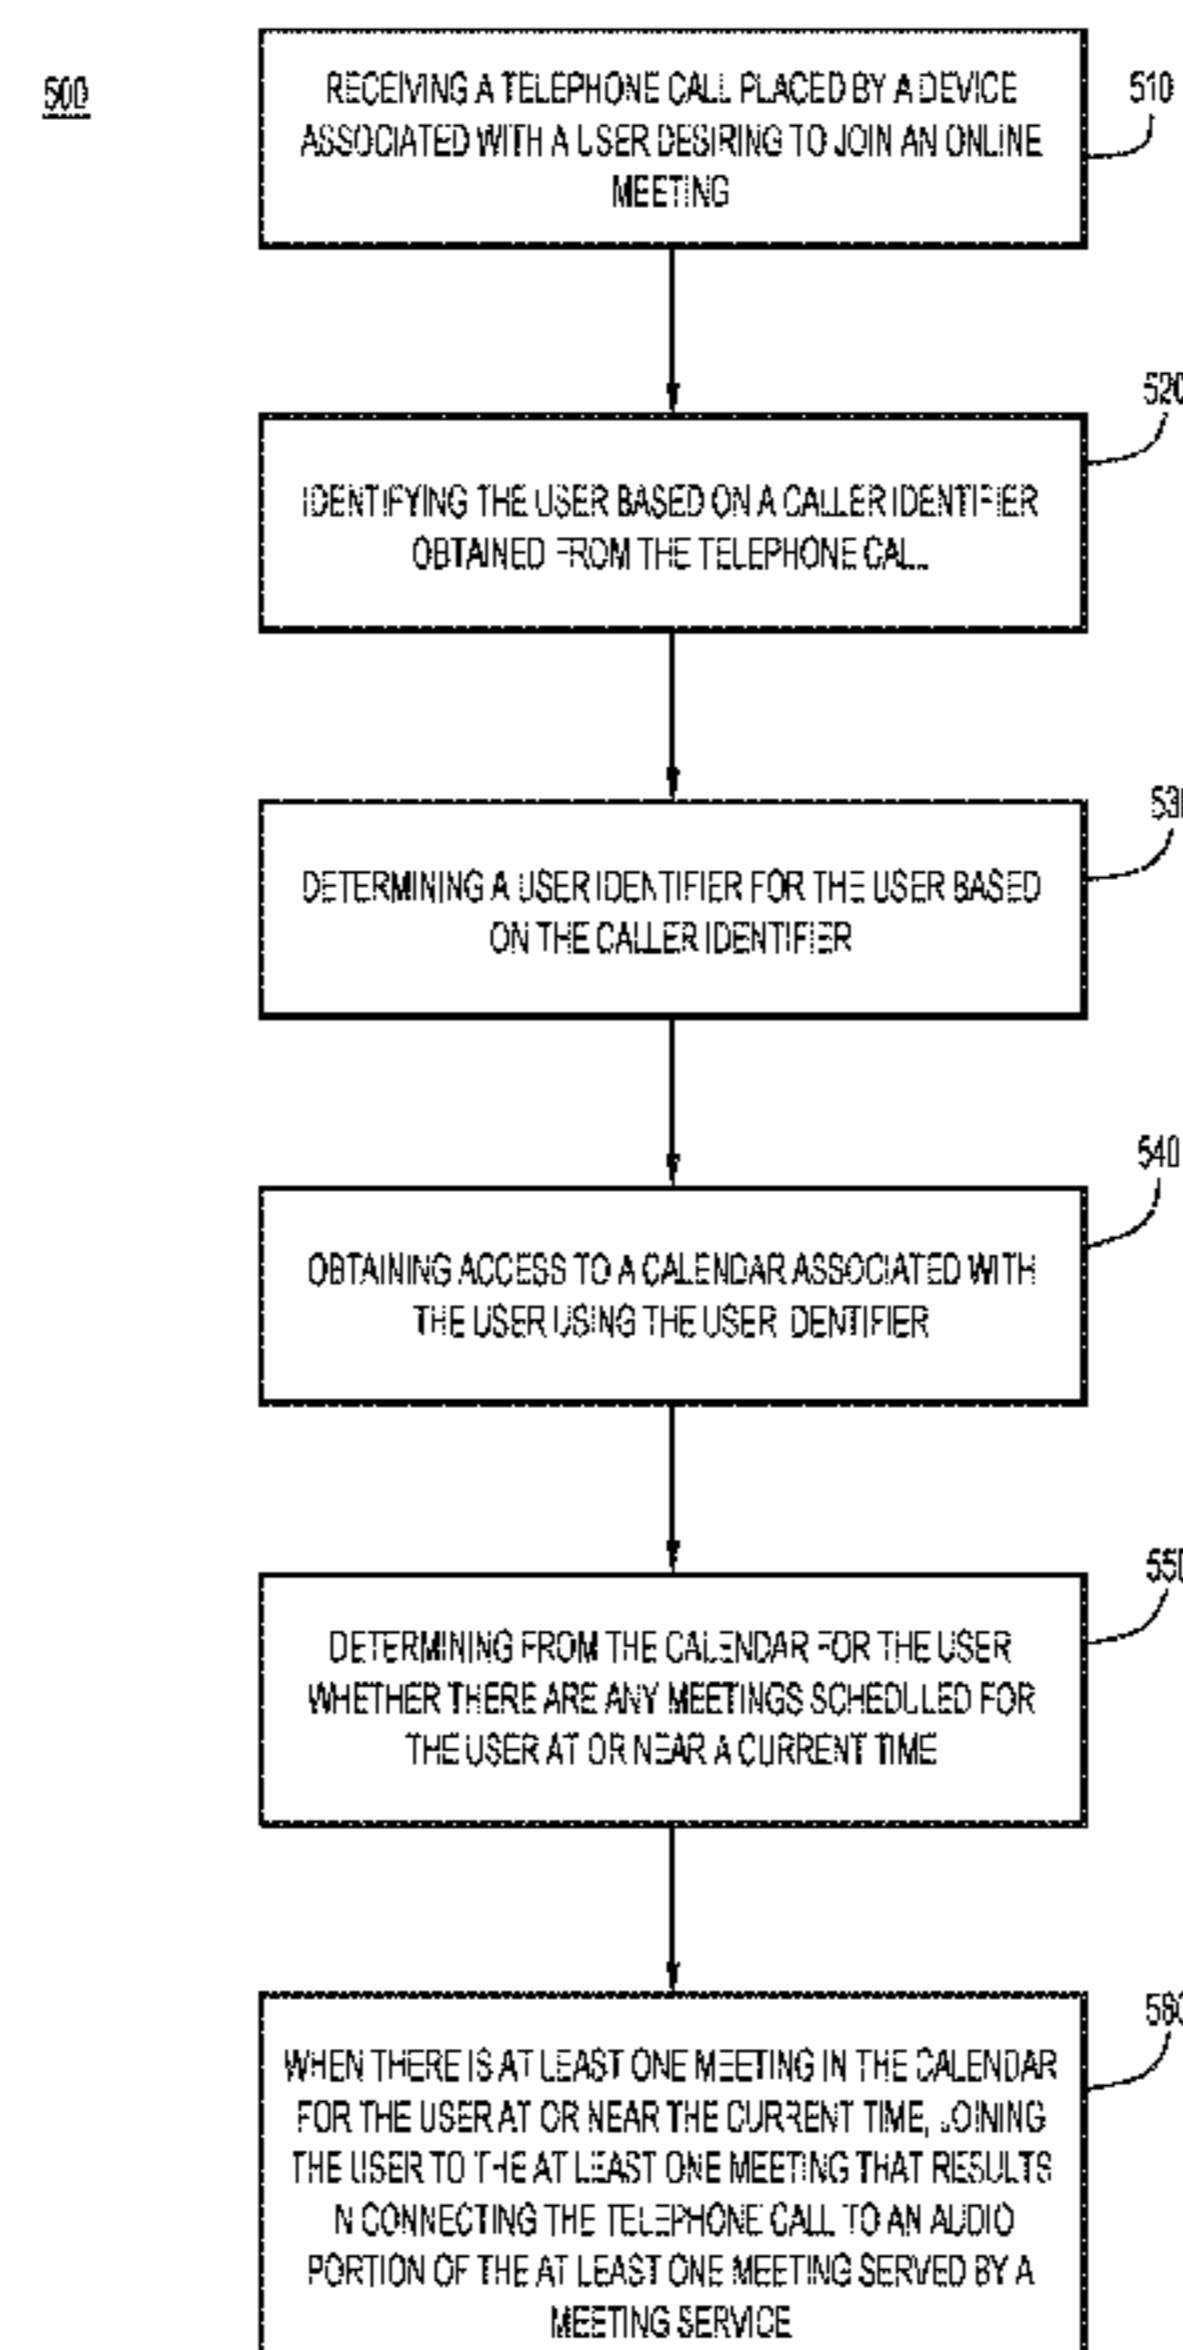 500
RECEIVING A TELEPHONE CALL PLACED BY A DEVICE
ASSOCIATED WITH A USER DESIRING TO JOIN AN ONLINE
MEETING
510
520
IDENTIFYING THE USER BASED ON A CALLER IDENTIFIER
OBTAINED FROM THE TELEPHONE CALL
530
DETERMINING A USER IDENTIFIER FOR THE USER BASED
ON THE CALLER IDENTIFIER
540
OBTAINING ACCESS TO A CALENDAR ASSOCIATED WITH
THE USER USING THE USER IDENTIFIER
550
DETERMINING FROM THE CALENDAR FOR THE USER
WHETHER THERE ARE ANY MEETINGS SCHEDULED FOR
THE USER AT OR NEAR A CURRENT TIME
560
WHEN THERE IS AT LEAST ONE MEETING IN THE CALENDAR
FOR THE USER AT OR NEAR THE CURRENT TIME, JOINING
THE USER TO THE AT LEAST ONE MEETING THAT RESULTS
IN CONNECTING THE TELEPHONE CALL TO AN AUDIO
PORTION OF THE AT LEAST ONE MEETING SERVED BY A
MEETING SERVICE